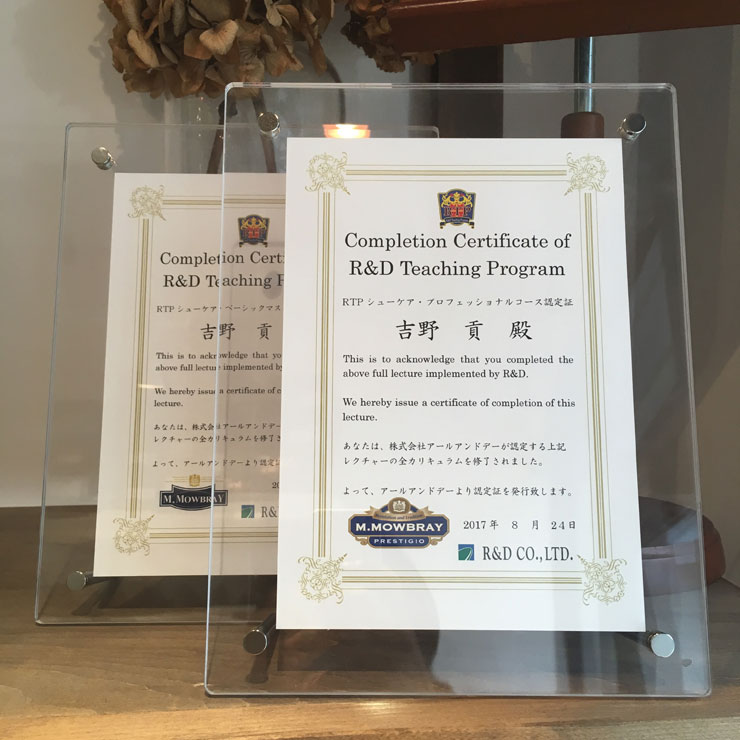 Completion Certificate of
R&D Teaching Program
RTP シューケア・プロフェッショナルコース認定証
吉野 貢 殿
This is to acknowledge that you completed the
above full lecture implemented by R&D.
We hereby issue a certificate of completion of this
lecture.
あなたは、株式会社アールアンドデーが認定する上記
レクチャーの全カリキュラムを修了されました。
よって、アールアンドデーより認定証を発行致します。
M.MOWBRAY
PRESTIGIO
2017年 8 月 24日
R&D CO.,LTD.
Completion Certi
R&D Teaching
RTP シューケア・ベーシックマス
吉野 貢
This is to acknowledge that you
above full lecture implemented by
We hereby issue a certificate of c
lecture.
あなたは、株式会社アールアンドデ
レクチャーの全カリキュラムを修了さ
よって、アールアンドデーより認定
M.MOWBRAY
R&